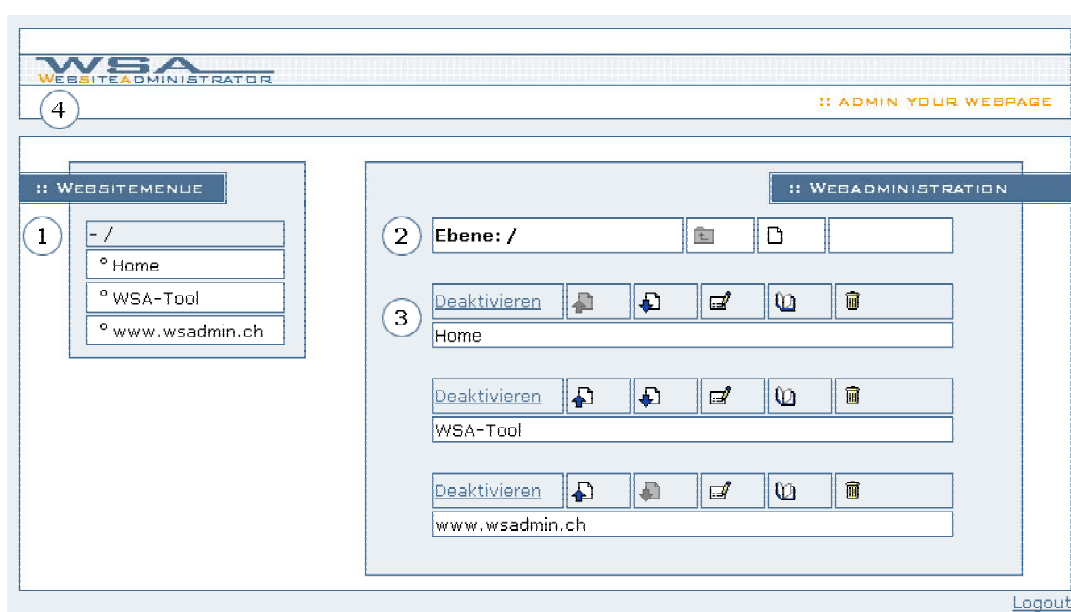 WSA
WEBSITEADMINISTRATOR
4
:: ADMIN YOUR WEBPAGE
:: WEBSITEMENUE
:: WEBADMINISTRATION
1
- /
° Home
° WSA-Tool
° www.wsadmin.ch
2
Ebene: /
3
Deaktivieren
Home
Deaktivieren
WSA-Tool
Deaktivieren
www.wsadmin.ch
Logout